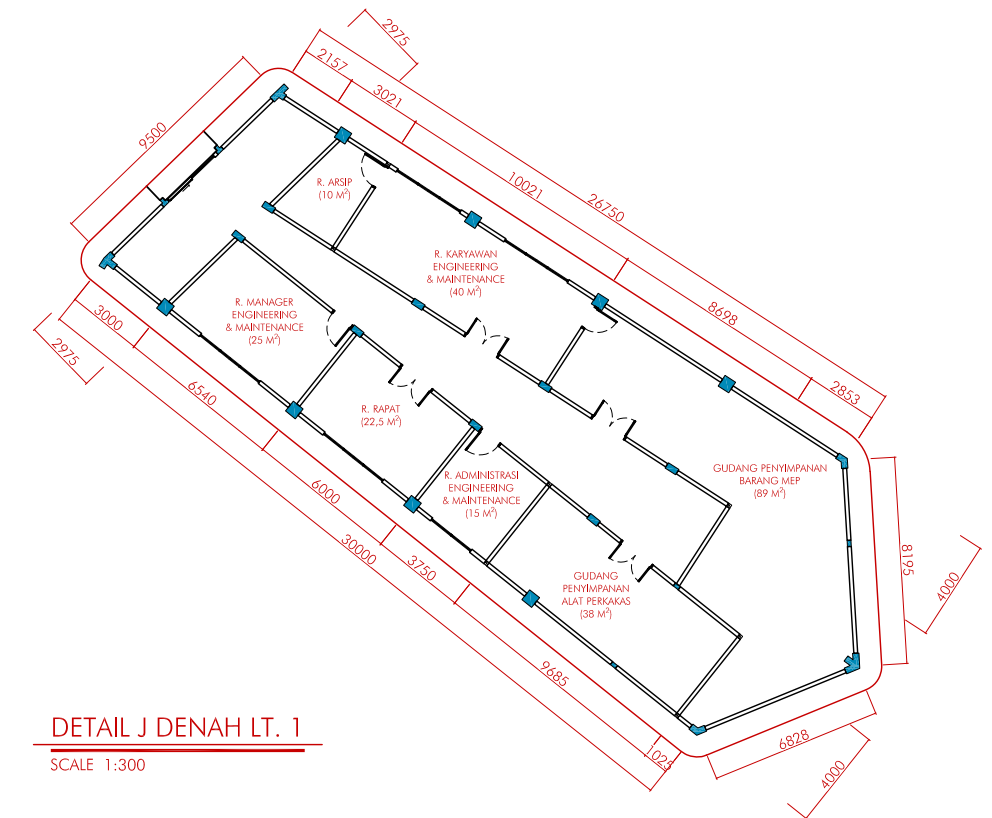 2975
2157
3021
9500
10021
26750
R. ARSIP
(10 M²)
R. KARYAWAN
ENGINEERING
& MAINTENANCE
(40 M²)
R. MANAGER
ENGINEERING
& MAINTENANCE
(25 M²)
3000
2975
6540
8698
2853
R. RAPAT
(22,5 M²)
GUDANG PENYIMPANAN
BARANG MEP
(89 M²)
R. ADMINISTRASI
ENGINEERING
& MAINTENANCE
(15 M²)
6000
30000
3750
8195
4000
GUDANG
PENYIMPANAN
ALAT PERKAKAS
(38 M²)
9685
1025
6828
4000
DETAIL J DENAH LT. 1
SCALE 1:300